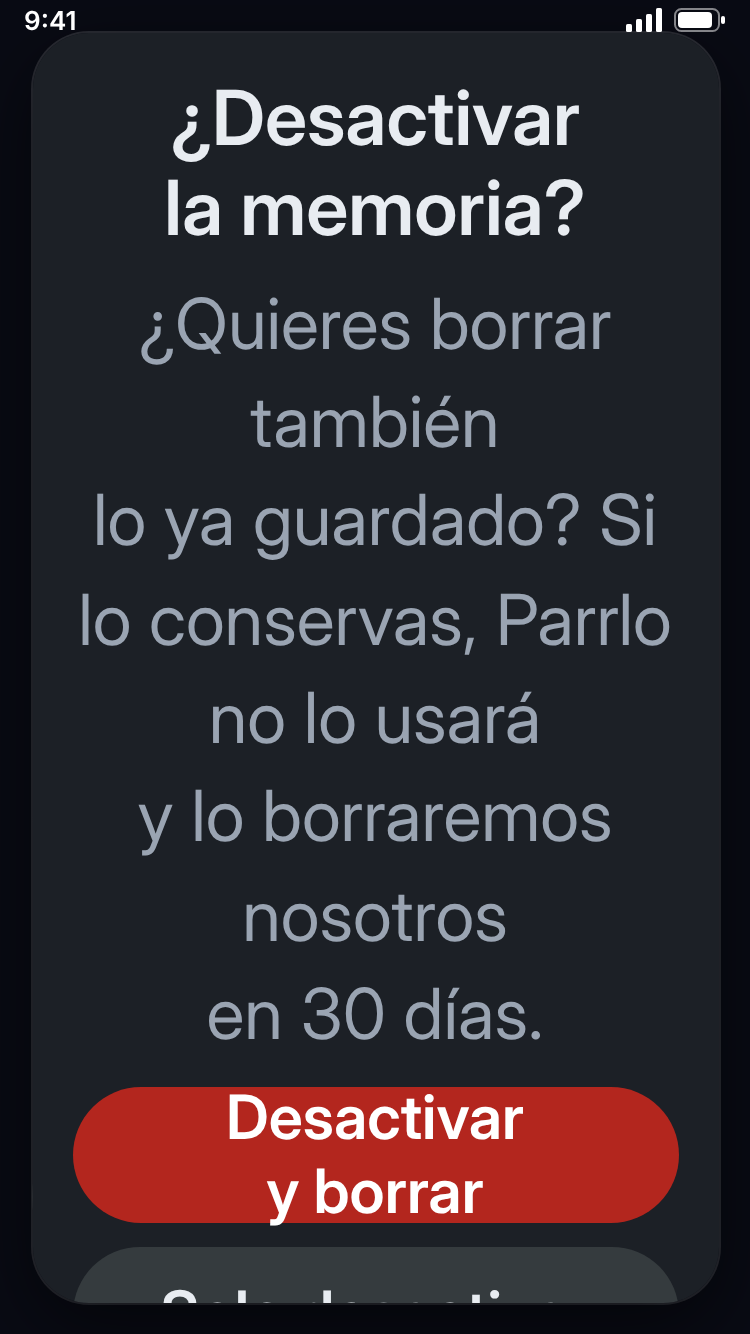 9:41
¿Desactivar
la memoria?
¿Quieres borrar
también
lo ya guardado? Si
lo conservas, Parrlo
no lo usará
y lo borraremos
nosotros
en 30 días.
Desactivar
y borrar